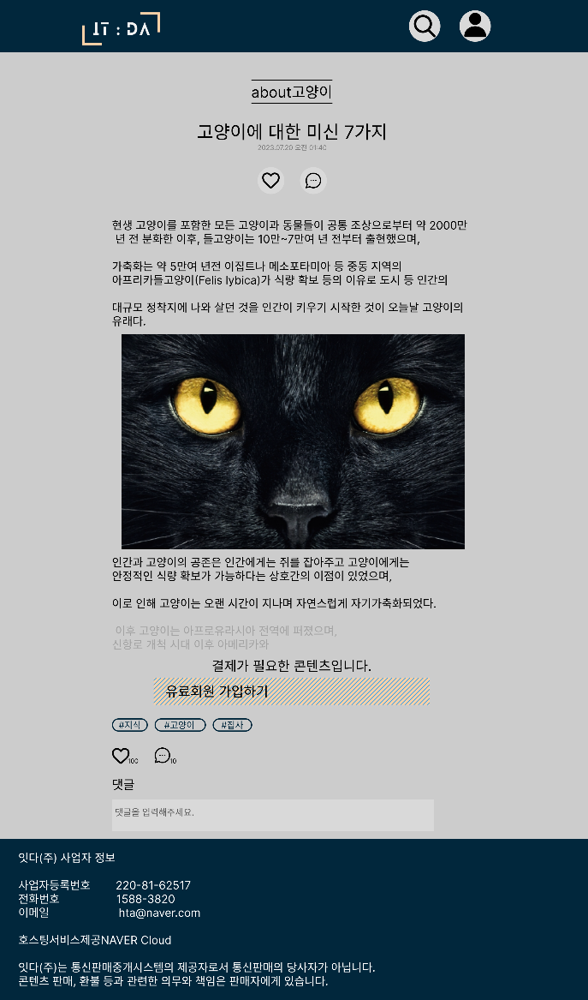 IT : DA
about고양이
고양이에 대한 미신 7가지
2023.07.20 오전 01:40
현생 고양이를 포함한 모든 고양이과 동물들이 공통 조상으로부터 약 2000만
년 전 분화한 이후, 들고양이는 10만~7만여 년 전부터 출현했으며,
가축화는 약 5만여 년전 이집트나 메소포타미아 등 중동 지역의
아프리카들고양이(Felis lybica)가 식량 확보 등의 이유로 도시 등 인간의
대규모 정착지에 나와 살던 것을 인간이 키우기 시작한 것이 오늘날 고양이의
유래다.
인간과 고양이의 공존은 인간에게는 쥐를 잡아주고 고양이에게는
안정적인 식량 확보가 가능하다는 상호간의 이점이 있었으며,
이로 인해 고양이는 오랜 시간이 지나며 자연스럽게 자기가축화되었다.
이후 고양이는 아프로유라시아 전역에 퍼졌으며,
신항로 개척 시대 이후 아메리카와
결제가 필요한 콘텐츠입니다.
유료회원 가입하기
#지식 #고양이 #집사
100 10
댓글
댓글을 입력해주세요.
잇다(주) 사업자 정보
사업자등록번호 220-81-62517
전화번호 1588-3820
이메일 hta@naver.com
호스팅서비스제공NAVER Cloud
잇다(주)는 통신판매중개시스템의 제공자로서 통신판매의 당사자가 아닙니다.
콘텐츠 판매, 환불 등과 관련한 의무와 책임은 판매자에게 있습니다.